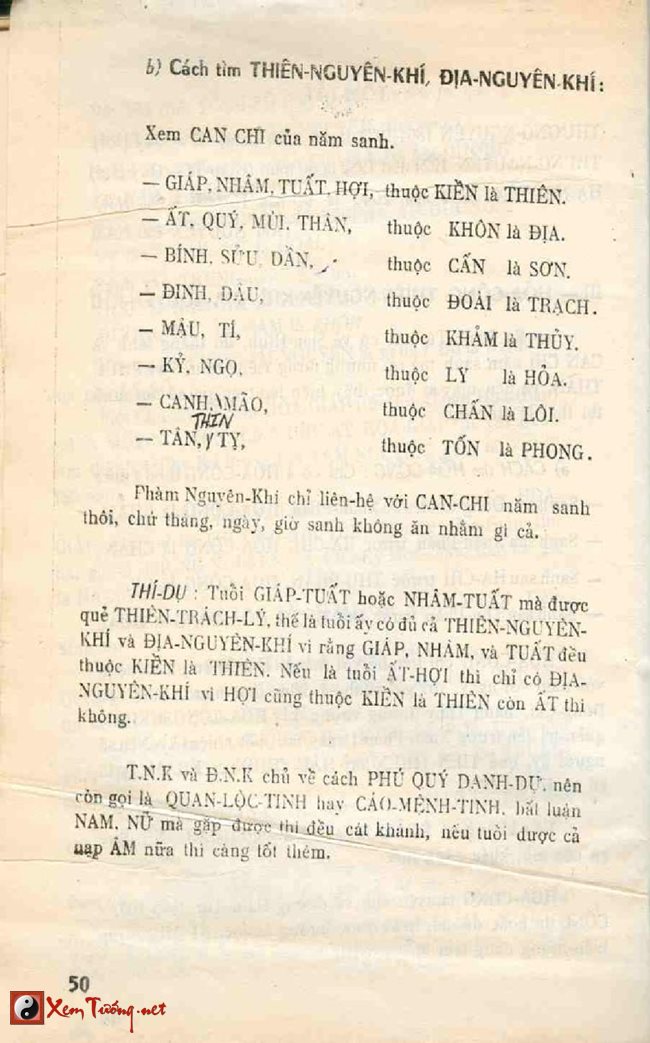 b) Cách tìm THIÊN-NGUYÊN-KHÍ, ĐỊA-NGUYÊN-KHÍ:
Xem CAN CHI của năm sanh.
— GIÁP, NHÂM, TUẤT, HỢI, thuộc KIỀN là THIÊN.
— ẤT, QUÝ, MÙI, THÂN, thuộc KHÔN là ĐỊA.
— BÍNH, SỬU, DẦN, thuộc CẤN là SƠN.
— ĐINH, DẬU, thuộc ĐOÀI là TRẠCH.
— MẬU, TÍ, thuộc KHẢM là THỦY.
— KỶ, NGỌ, thuộc LY là HỎA.
— CANH, MÃO, thuộc CHẤN là LÔI.
THIN
— TÂN, TỴ, thuộc TỐN là PHONG.
Phàm Nguyên-Khí chỉ liên-hệ với CAN-CHI năm sanh
thôi, chứ tháng, ngày, giờ sanh không ăn nhằm gì cả.
THÍ-DỤ : Tuổi GIÁP-TUẤT hoặc NHÂM-TUẤT mà được
quẻ THIÊN-TRẠCH-LÝ, thế là tuổi ấy có đủ cả THIÊN-NGUYÊN-
KHÍ và ĐỊA-NGUYÊN-KHÍ vì rằng GIÁP, NHÂM, và TUẤT đều
thuộc KIỀN là THIÊN. Nếu là tuổi ẤT-HỢI thì chỉ có ĐỊA-
NGUYÊN-KHÍ vì HỢI cũng thuộc KIỀN là THIÊN còn ẤT thì
không.
T.N.K và Đ.N.K chủ về cách PHÚ QUÝ DANH-DỰ, nên
còn gọi là QUAN-LỘC-TINH hay CÁO-MỆNH-TINH, bất luận
NAM, NỮ mà gặp được thì đều cát khánh, nếu tuổi được cả
nạp ÂM nữa thì càng tốt thêm.
50
XemTướng.net